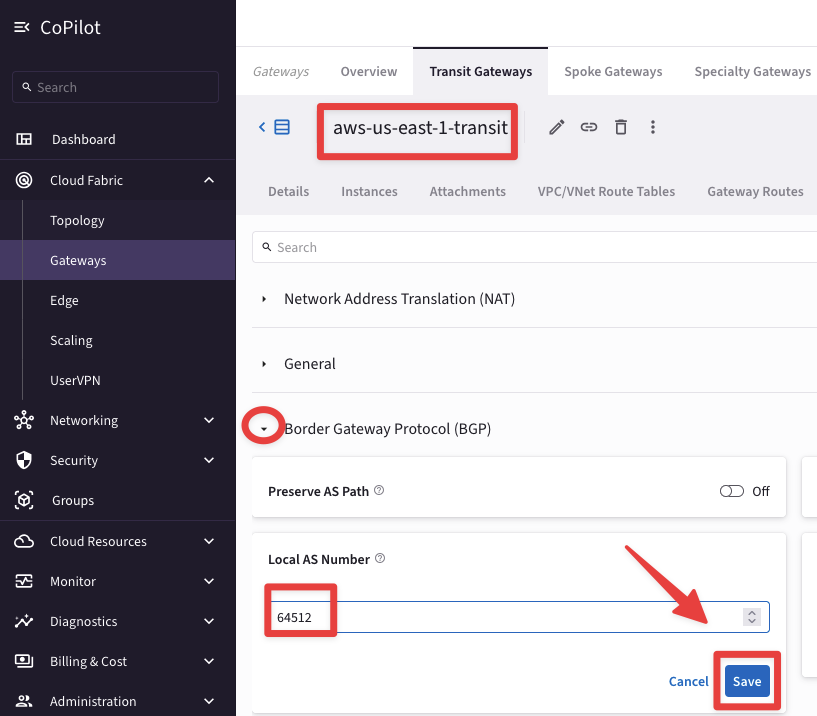 CoPilot
Search
Dashboard
Cloud Fabric
Topology
Gateways
Edge
Scaling
UserVPN
Networking
Security
Groups
Cloud Resources
Monitor
Diagnostics
Billing & Cost
Administration
Gateways Overview Transit Gateways Spoke Gateways Specialty Gateways
aws-us-east-1-transit
Details Instances Attachments VPC/VNet Route Tables Gateway Routes
Search
Network Address Translation (NAT)
General
Border Gateway Protocol (BGP)
Preserve AS Path Off
Local AS Number
64512
Cancel Save